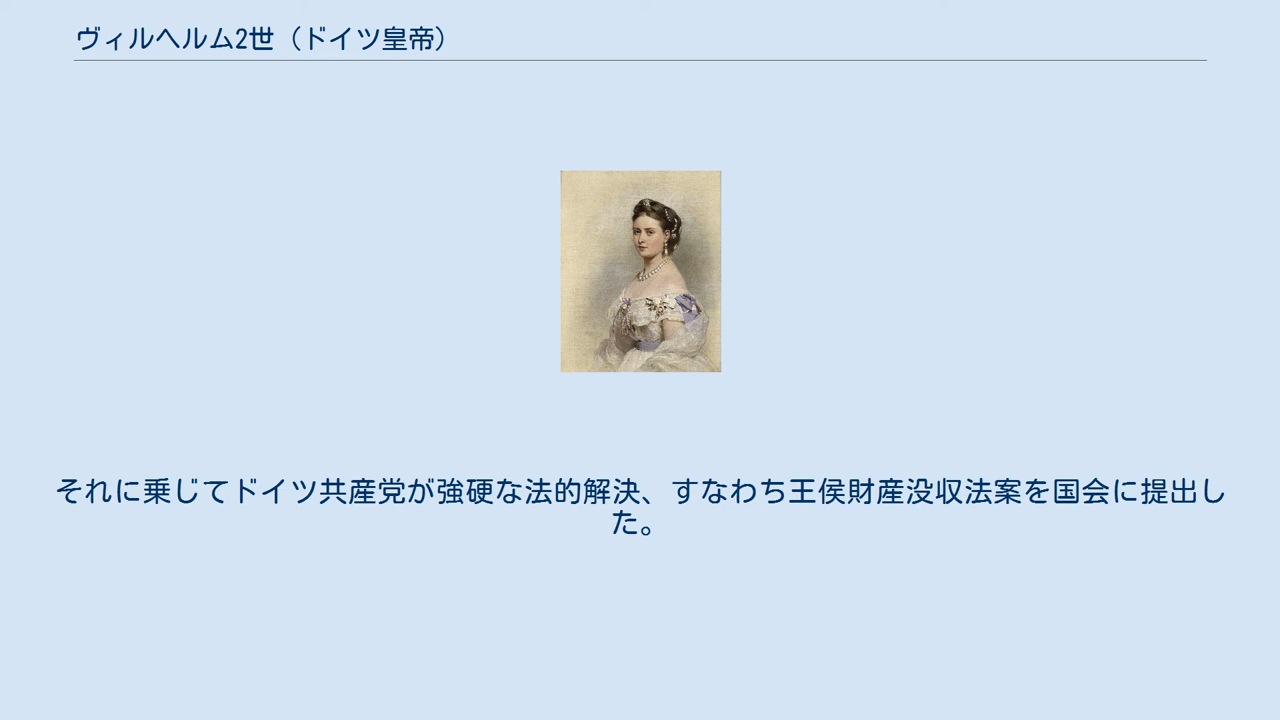 ヴィルヘルム2世（ドイツ皇帝）
それに乗じてドイツ共産党が強硬な法的解決、すなわち王侯財産没収法案を国会に提出し
た。